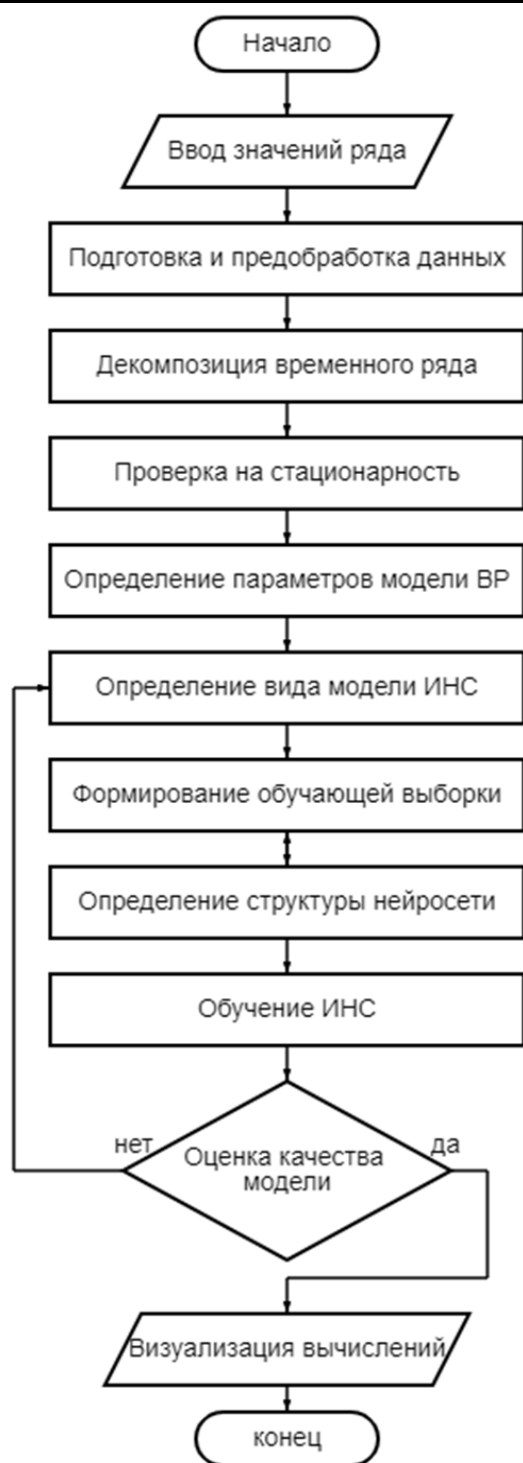 Начало
Ввод значений ряда
Подготовка и предобработка данных
Декомпозиция временного ряда
Проверка на стационарность
Определение параметров модели ВР
Определение вида модели ИНС
Формирование обучающей выборки
Определение структуры нейросети
Обучение ИНС
нет
Оценка качества
модели
да
Визуализация вычислений
конец